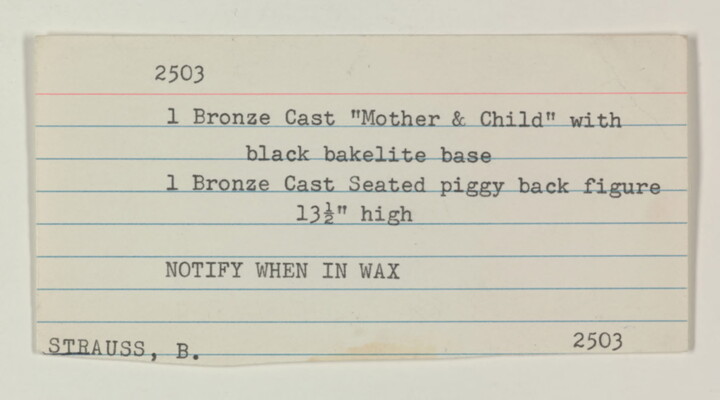 2503
1 Bronze Cast "Mother & Child" with
black bakelite base
1 Bronze Cast Seated piggy back figure
13½" high
NOTIFY WHEN IN WAX
STRAUSS, B.
2503